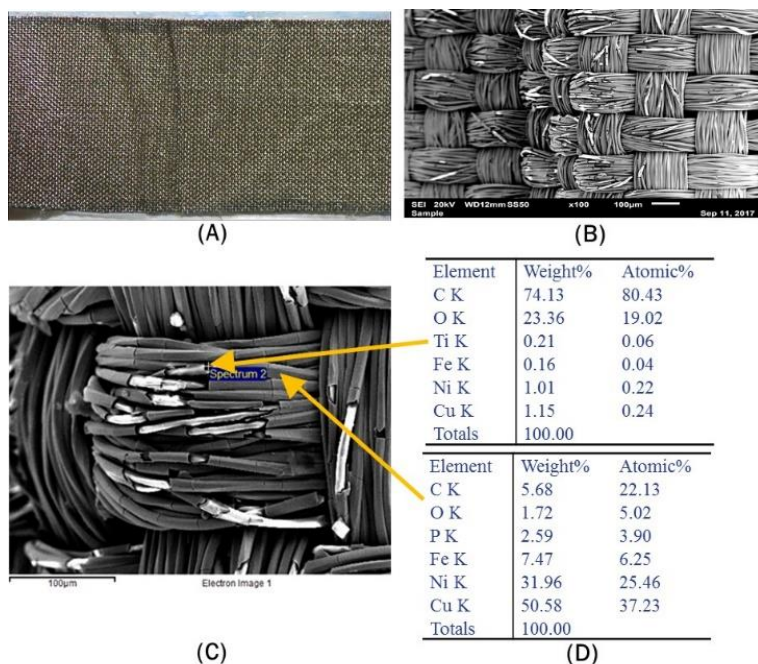 (A)
SEI 20kV WD12mmSS50 x100 100μm
Sample Sep 11, 2017
(B)
Spectrum 2
100μm Electron Image 1
(C)
Element Weight% Atomic%
C K 74.13 80.43
O K 23.36 19.02
Ti K 0.21 0.06
Fe K 0.16 0.04
Ni K 1.01 0.22
Cu K 1.15 0.24
Totals 100.00
Element Weight% Atomic%
C K 5.68 22.13
O K 1.72 5.02
P K 2.59 3.90
Fe K 7.47 6.25
Ni K 31.96 25.46
Cu K 50.58 37.23
Totals 100.00
(D)